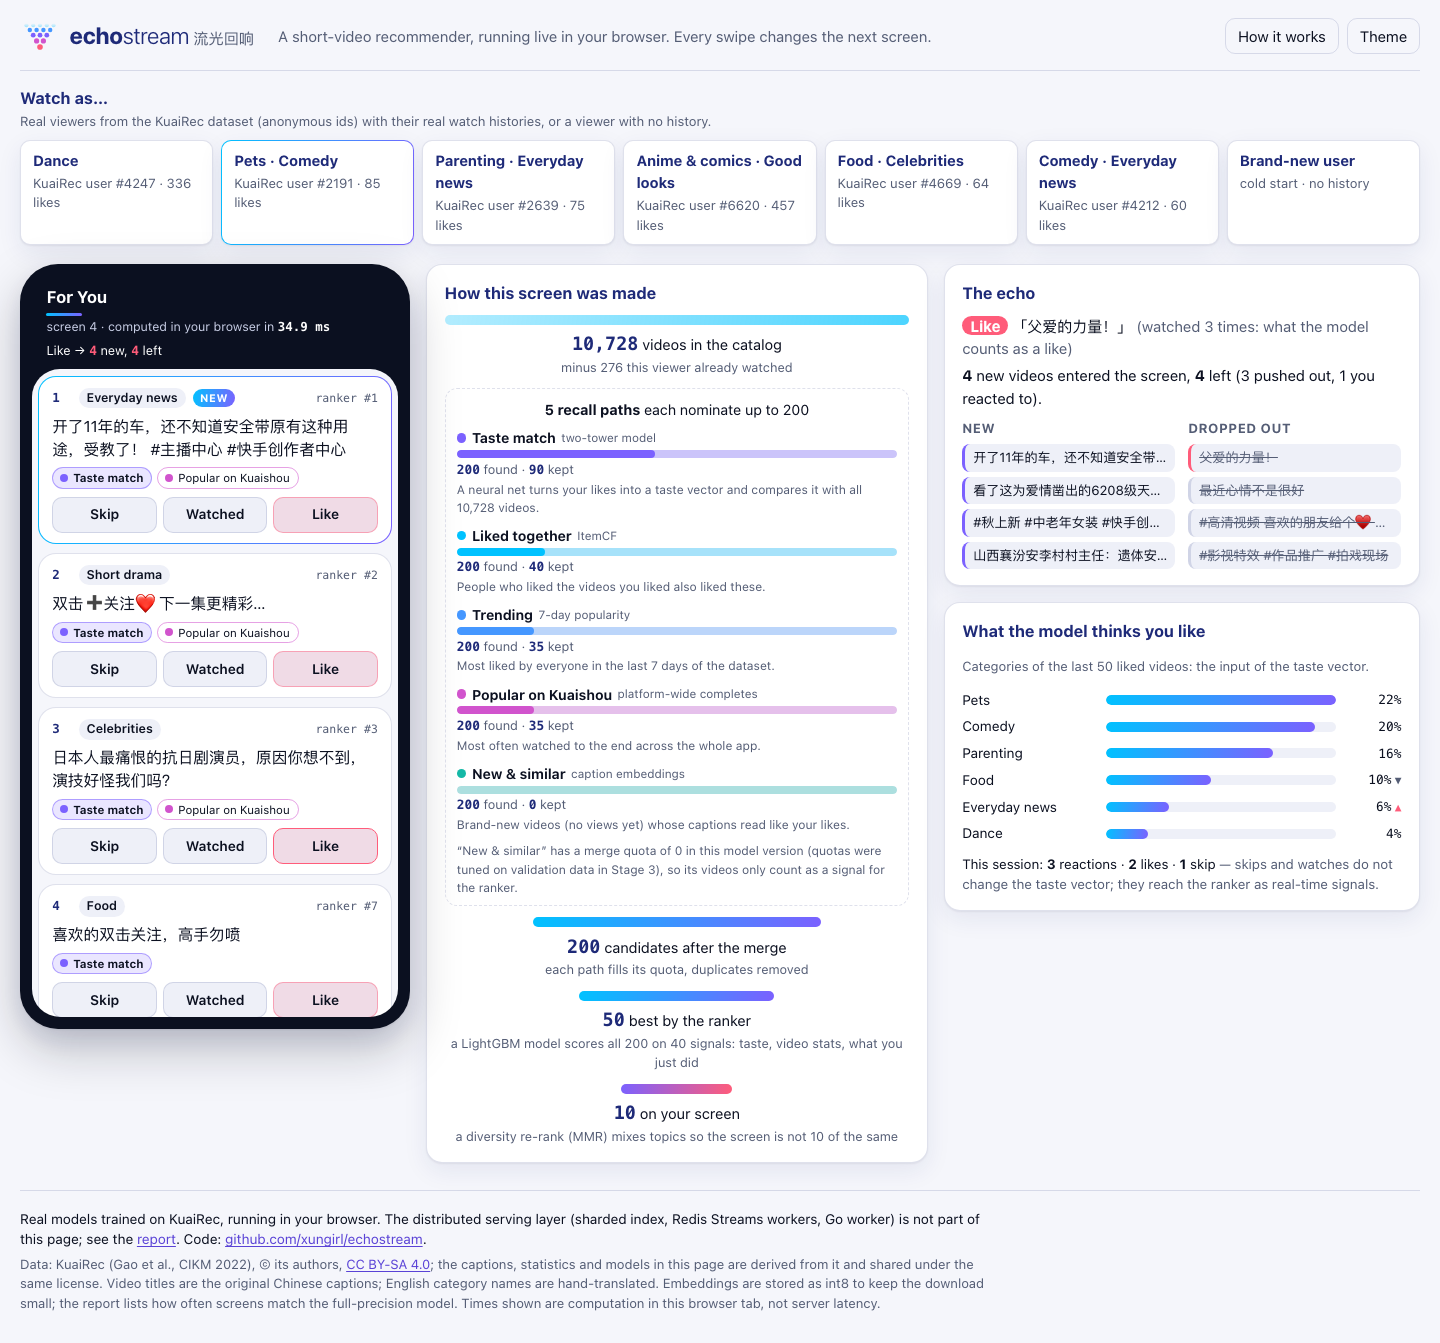 echostream 流光回响
A short-video recommender, running live in your browser. Every swipe changes the next screen.
How it works
Theme
Watch as...
Real viewers from the KuaiRec dataset (anonymous ids) with their real watch histories, or a viewer with no history.
Dance
KuaiRec user #4247 · 336
likes
Pets · Comedy
KuaiRec user #2191 · 85
likes
Parenting · Everyday
news
KuaiRec user #2639 · 75
likes
Anime & comics · Good
looks
KuaiRec user #6620 · 457
likes
Food · Celebrities
KuaiRec user #4669 · 64
likes
Comedy · Everyday
news
KuaiRec user #4212 · 60
likes
Brand-new user
cold start · no history
For You
screen 4 · computed in your browser in 34.9 ms
Like → 4 new, 4 left
1 Everyday news NEW ranker #1
开了11年的车，还不知道安全带原有这种用
途，受教了！ #主播中心 #快手创作者中心
Taste match Popular on Kuaishou
Skip Watched Like
2 Short drama ranker #2
双击➕关注❤️ 下一集更精彩...
Taste match Popular on Kuaishou
Skip Watched Like
3 Celebrities ranker #3
日本人最痛恨的抗日剧演员，原因你想不到，
演技好怪我们吗?
Taste match Popular on Kuaishou
Skip Watched Like
4 Food ranker #7
喜欢的双击关注，高手勿喷
Taste match
Skip Watched Like
How this screen was made
10,728 videos in the catalog
minus 276 this viewer already watched
5 recall paths each nominate up to 200
Taste match two-tower model
200 found · 90 kept
A neural net turns your likes into a taste vector and compares it with all
10,728 videos.
Liked together ItemCF
200 found · 40 kept
People who liked the videos you liked also liked these.
Trending 7-day popularity
200 found · 35 kept
Most liked by everyone in the last 7 days of the dataset.
Popular on Kuaishou platform-wide completes
200 found · 35 kept
Most often watched to the end across the whole app.
New & similar caption embeddings
200 found · 0 kept
Brand-new videos (no views yet) whose captions read like your likes.
“New & similar” has a merge quota of 0 in this model version (quotas were
tuned on validation data in Stage 3), so its videos only count as a signal for
the ranker.
200 candidates after the merge
each path fills its quota, duplicates removed
50 best by the ranker
a LightGBM model scores all 200 on 40 signals: taste, video stats, what you
just did
10 on your screen
a diversity re-rank (MMR) mixes topics so the screen is not 10 of the same
The echo
Like 「父爱的力量！」 (watched 3 times: what the model
counts as a like)
4 new videos entered the screen, 4 left (3 pushed out, 1 you
reacted to).
NEW
开了11年的车，还不知道安全带...
看了这为爱情凿出的6208级天...
#秋上新 #中老年女装 #快手创...
山西襄汾安李村村主任：遗体安...
DROPPED OUT
父爱的力量！
最近心情不是很好
#高清视频 喜欢的朋友给个❤️ ...
#影视特效 #作品推广 #拍戏现场
What the model thinks you like
Categories of the last 50 liked videos: the input of the taste vector.
Pets 22%
Comedy 20%
Parenting 16%
Food 10% ▼
Everyday news 6% ▲
Dance 4%
This session: 3 reactions · 2 likes · 1 skip — skips and watches do not
change the taste vector; they reach the ranker as real-time signals.
Real models trained on KuaiRec, running in your browser. The distributed serving layer (sharded index, Redis Streams workers, Go worker) is not part of
this page; see the report. Code: github.com/xungirl/echostream.
Data: KuaiRec (Gao et al., CIKM 2022), © its authors, CC BY-SA 4.0; the captions, statistics and models in this page are derived from it and shared under the
same license. Video titles are the original Chinese captions; English category names are hand-translated. Embeddings are stored as int8 to keep the download
small; the report lists how often screens match the full-precision model. Times shown are computation in this browser tab, not server latency.